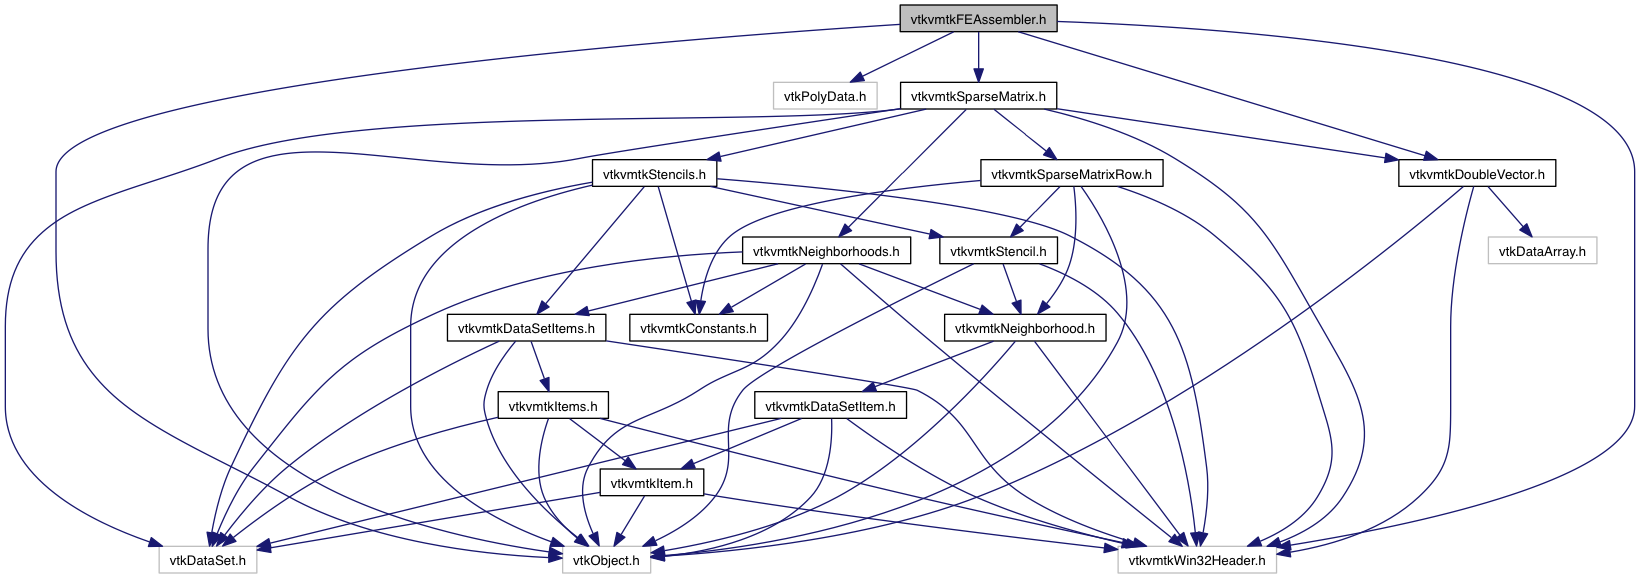 vtkvmtkFEAssembler.h
vtkPolyData.h
vtkvmtkSparseMatrix.h
vtkvmtkStencils.h
vtkvmtkSparseMatrixRow.h
vtkvmtkDoubleVector.h
vtkvmtkNeighborhoods.h
vtkvmtkStencil.h
vtkDataArray.h
vtkvmtkDataSetItems.h
vtkvmtkConstants.h
vtkvmtkNeighborhood.h
vtkvmtkItems.h
vtkvmtkDataSetItem.h
vtkvmtkItem.h
vtkDataSet.h
vtkObject.h
vtkvmtkWin32Header.h